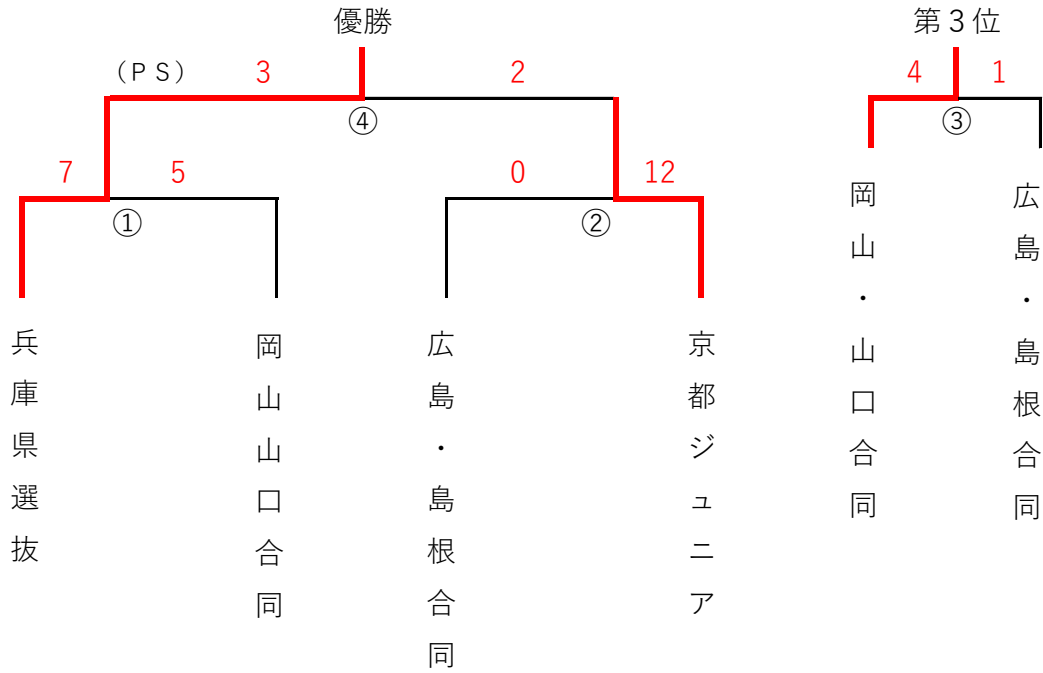 優勝
第3位
（PS） 3 2
4 1
④
③
7 5 0 12
① ②
兵庫県選抜
岡山山口合同
広島・島根合同
京都ジュニア
岡山・山口合同
広島・島根合同